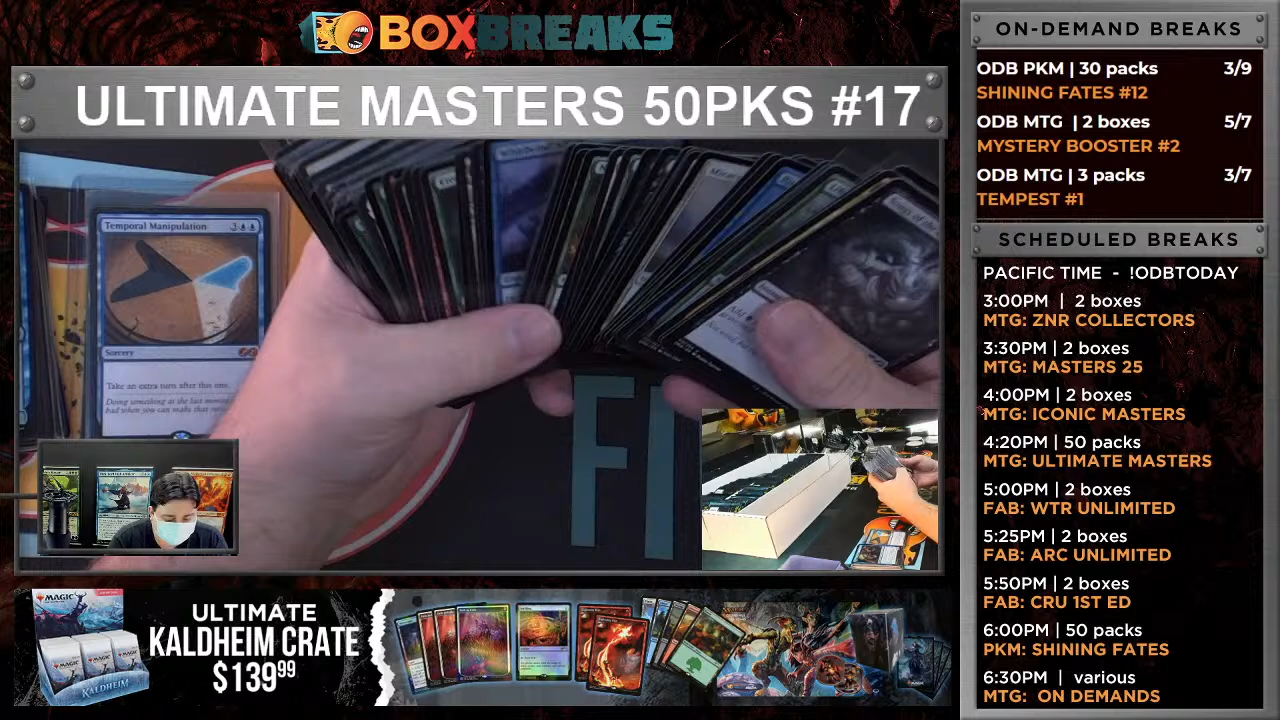 BOXBREAKS
ULTIMATE MASTERS 50PKS #17
Temporal Manipulation
Sorcery
Take an extra turn after this one.
FI
MAGIC
KALDHEIM
ULTIMATE
KALDHEIM CRATE
$139.99
ON-DEMAND BREAKS
ODB PKM | 30 packs 3/9
SHINING FATES #12
ODB MTG | 2 boxes 5/7
MYSTERY BOOSTER #2
ODB MTG | 3 packs 3/7
TEMPEST #1
SCHEDULED BREAKS
PACIFIC TIME - !ODBTODAY
3:00PM | 2 boxes
MTG: ZNR COLLECTORS
3:30PM | 2 boxes
MTG: MASTERS 25
4:00PM | 2 boxes
MTG: ICONIC MASTERS
4:20PM | 50 packs
MTG: ULTIMATE MASTERS
5:00PM | 2 boxes
FAB: WTR UNLIMITED
5:25PM | 2 boxes
FAB: ARC UNLIMITED
5:50PM | 2 boxes
FAB: CRU 1ST ED
6:00PM | 50 packs
PKM: SHINING FATES
6:30PM | various
MTG: ON DEMANDS